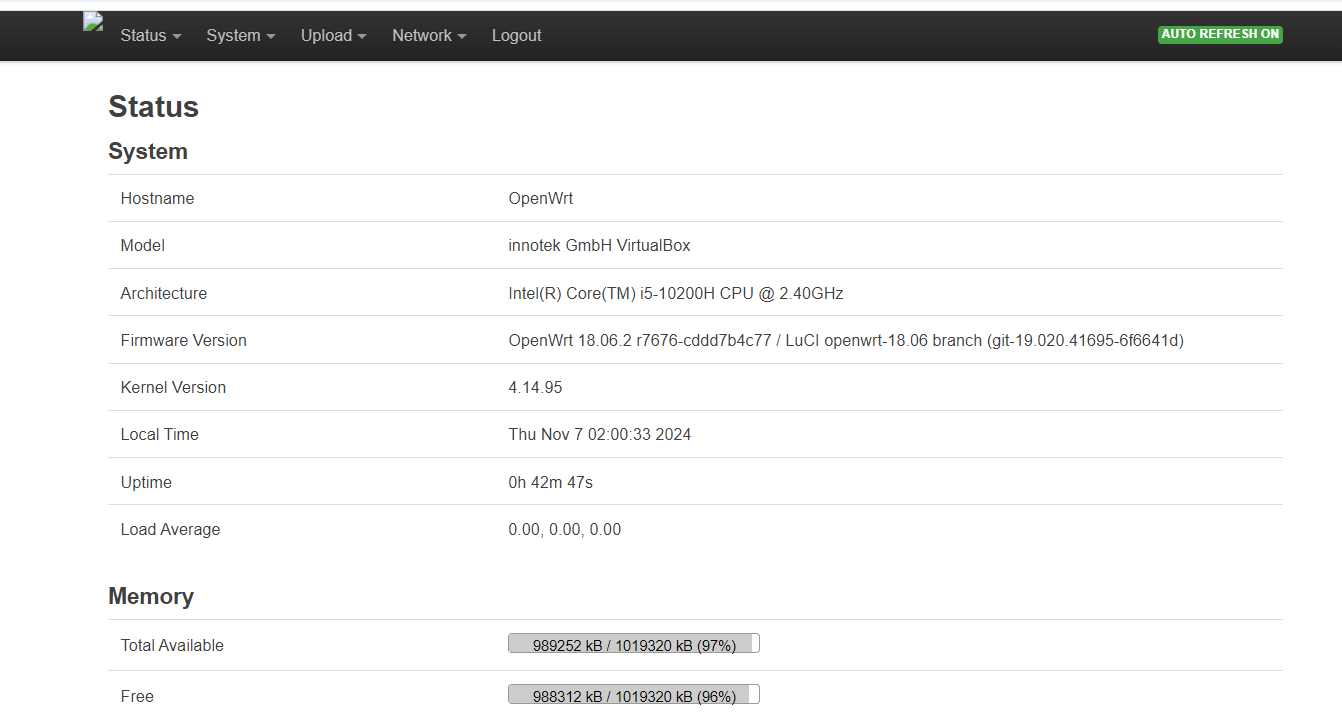 Status System Upload Network Logout AUTO REFRESH ON
Status
System
Hostname OpenWrt
Model innotek GmbH VirtualBox
Architecture Intel(R) Core(TM) i5-10200H CPU @ 2.40GHz
Firmware Version OpenWrt 18.06.2 r7676-cddd7b4c77 / LuCI openwrt-18.06 branch (git-19.020.41695-6f6641d)
Kernel Version 4.14.95
Local Time Thu Nov 7 02:00:33 2024
Uptime 0h 42m 47s
Load Average 0.00, 0.00, 0.00
Memory
Total Available 989252 kB / 1019320 kB (97%)
Free 988312 kB / 1019320 kB (96%)